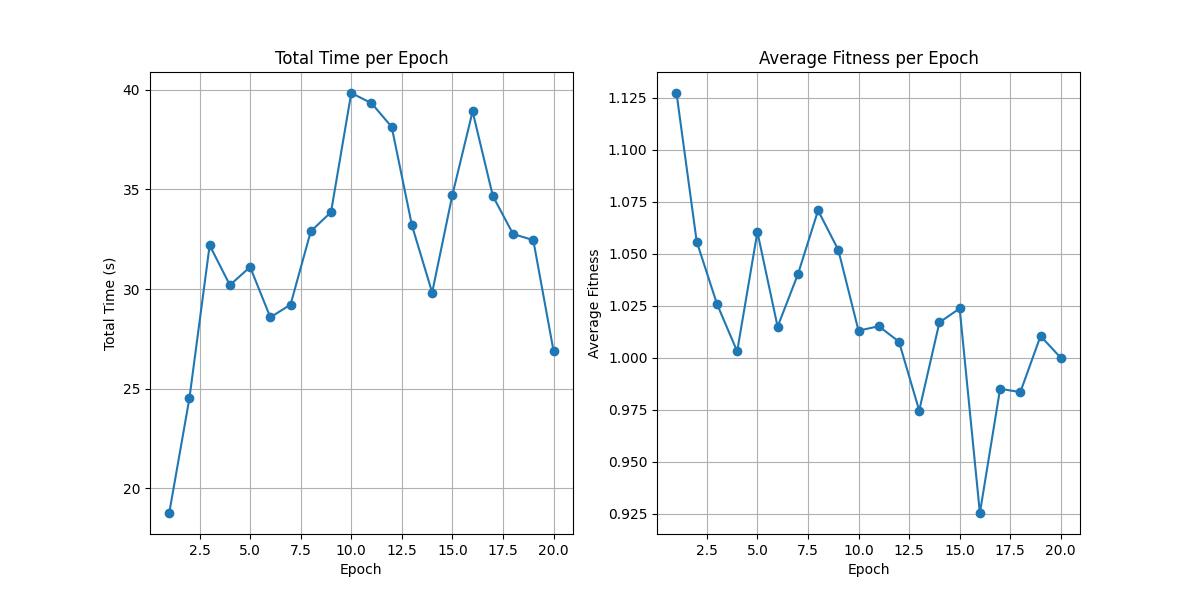 Total Time per Epoch
40
35
30
25
20
Total Time (s)
2.5 5.0 7.5 10.0 12.5 15.0 17.5 20.0
Epoch
Average Fitness per Epoch
1.125
1.100
1.075
1.050
1.025
1.000
0.975
0.950
0.925
Average Fitness
2.5 5.0 7.5 10.0 12.5 15.0 17.5 20.0
Epoch